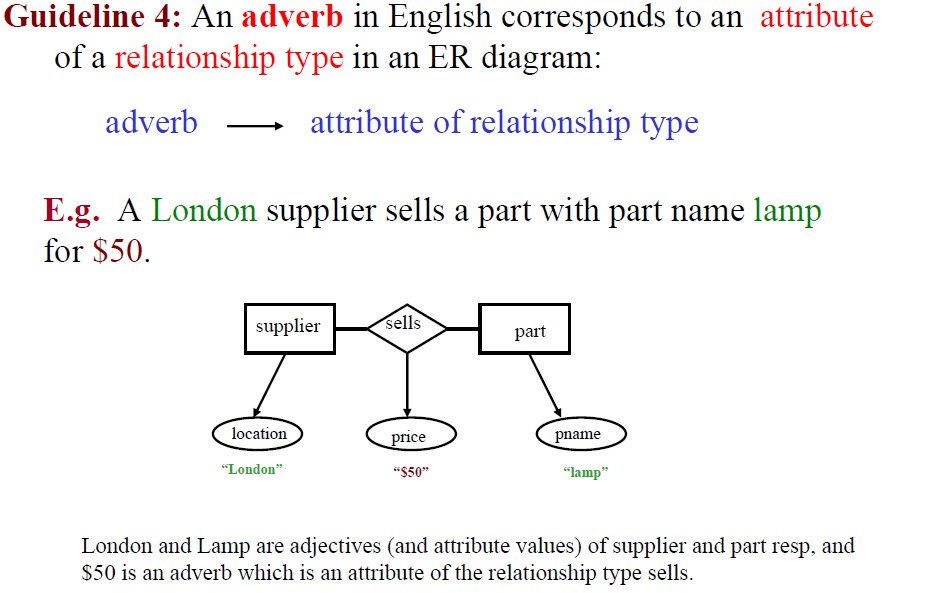 Guideline 4: An adverb in English corresponds to an attribute
of a relationship type in an ER diagram:
adverb attribute of relationship type
E.g. A London supplier sells a part with part name lamp
for $50.
supplier sells part
location price pname
“London” “$50” “lamp”
London and Lamp are adjectives (and attribute values) of supplier and part resp, and
$50 is an adverb which is an attribute of the relationship type sells.